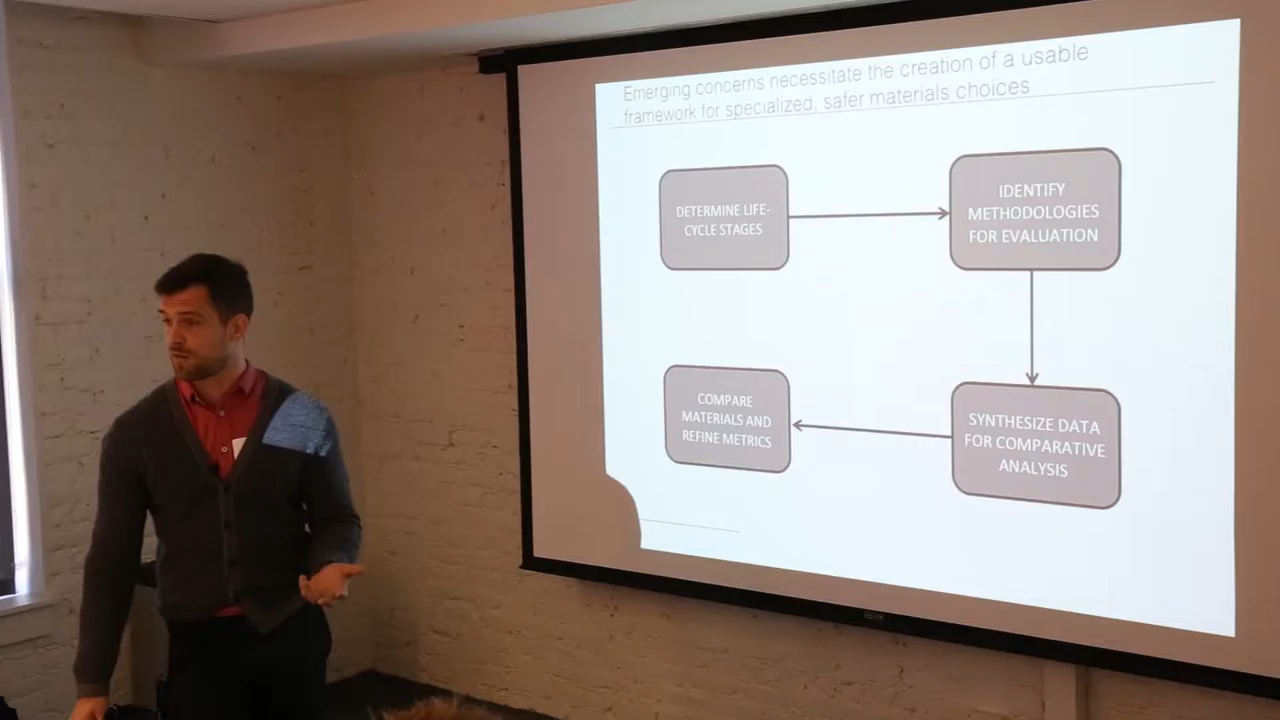 Emerging concerns necessitate the creation of a usable
framework for specialized, safer materials choices
DETERMINE LIFE-
CYCLE STAGES
IDENTIFY
METHODOLOGIES
FOR EVALUATION
COMPARE
MATERIALS AND
REFINE METRICS
SYNTHESIZE DATA
FOR COMPARATIVE
ANALYSIS